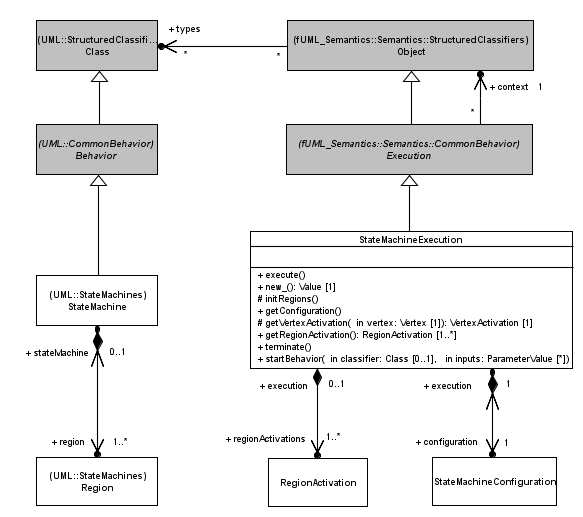 (UML::StructuredClassifi...
Class
+ types
*
*
(fUML_Semantics::Semantics::StructuredClassifiers)
Object
+ context 1
*
(UML::CommonBehavior)
Behavior
(fUML_Semantics::Semantics::CommonBehavior)
Execution
StateMachineExecution
+ execute()
+ new_(): Value [1]
# initRegions()
+ getConfiguration()
# getVertexActivation( in vertex: Vertex [1]): VertexActivation [1]
+ getRegionActivation(): RegionActivation [1..*]
+ terminate()
+ startBehavior( in classifier: Class [0..1], in inputs: ParameterValue [*])
(UML::StateMachines)
StateMachine
+ stateMachine 0..1
+ execution 0..1
+ execution 1
+ region 1..*
+ regionActivations 1..*
+ configuration 1
(UML::StateMachines)
Region
RegionActivation
StateMachineConfiguration